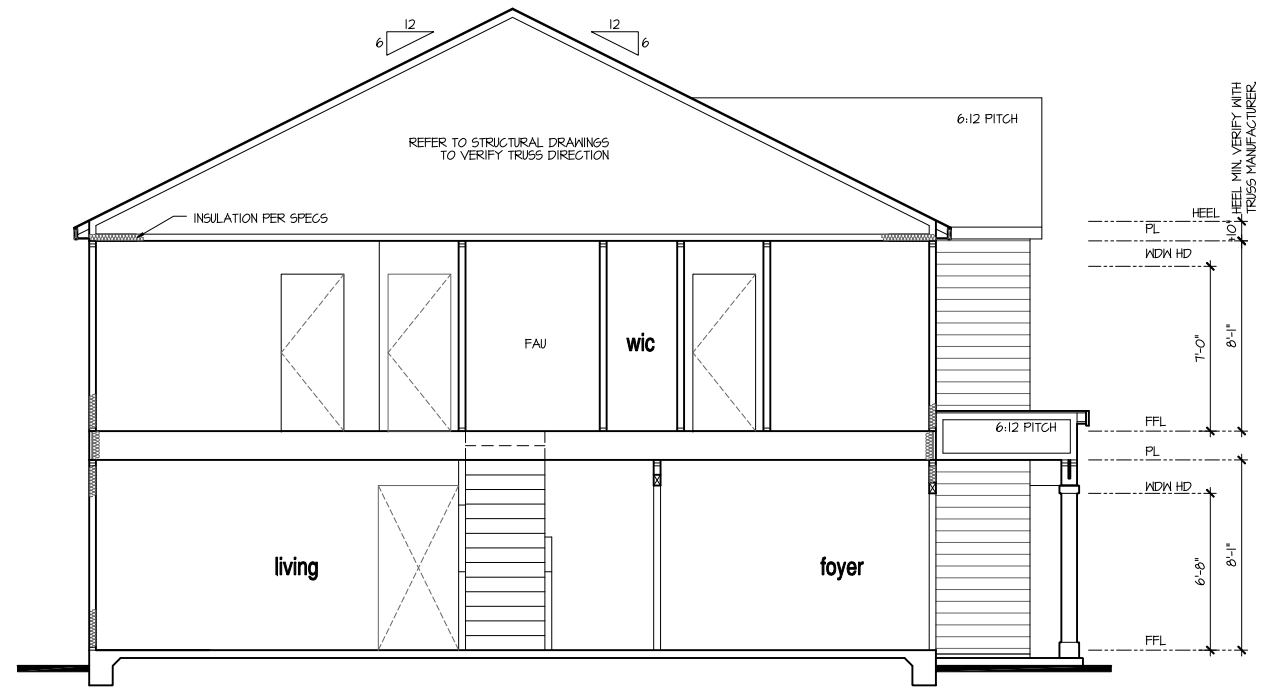 12
6
12
6
6:12 PITCH
REFER TO STRUCTURAL DRAWINGS
TO VERIFY TRUSS DIRECTION
INSULATION PER SPECS
HEEL MIN. VERIFY WITH
TRUSS MANUFACTURER.
HEEL
PL
±10"
WDW HD
FAU
wic
7'-0"
8'-1"
FFL
6:12 PITCH
PL
WDW HD
living
foyer
6'-8"
8'-1"
FFL